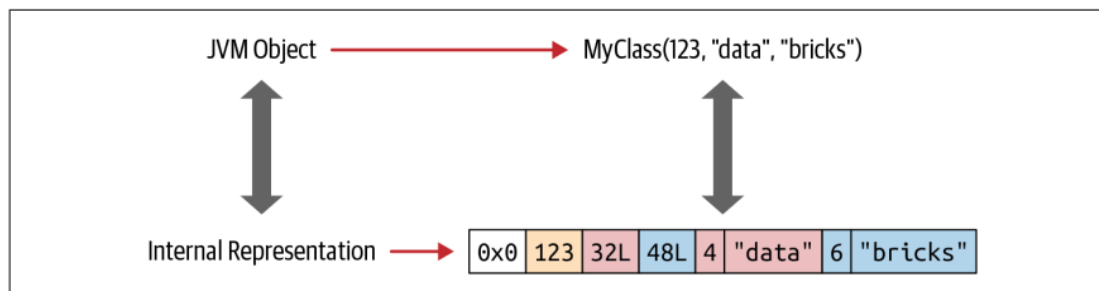 JVM Object MyClass(123, "data", "bricks")
Internal Representation 0x0 123 32L 48L 4 "data" 6 "bricks"